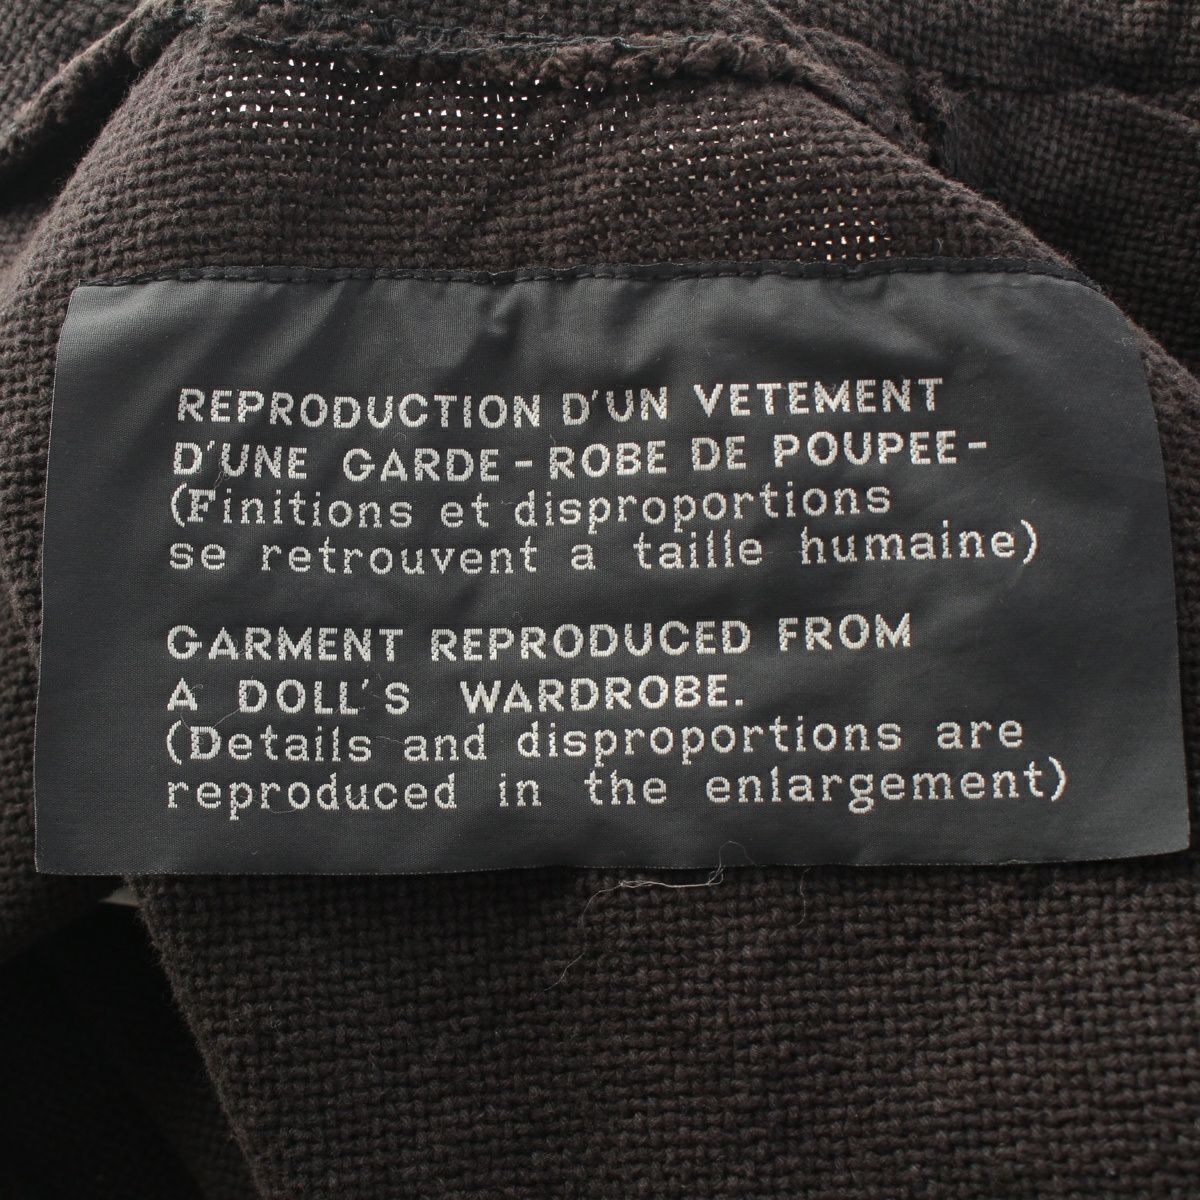 REPRODUCTION D'UN VETEMENT
D'UNE GARDE-ROBE DE POUPEE-
(Finitions et disproportions
se retrouvent a taille humaine)
GARMENT REPRODUCED FROM
A DOLL'S WARDROBE.
(Details and disproportions are
reproduced in the enlargement)